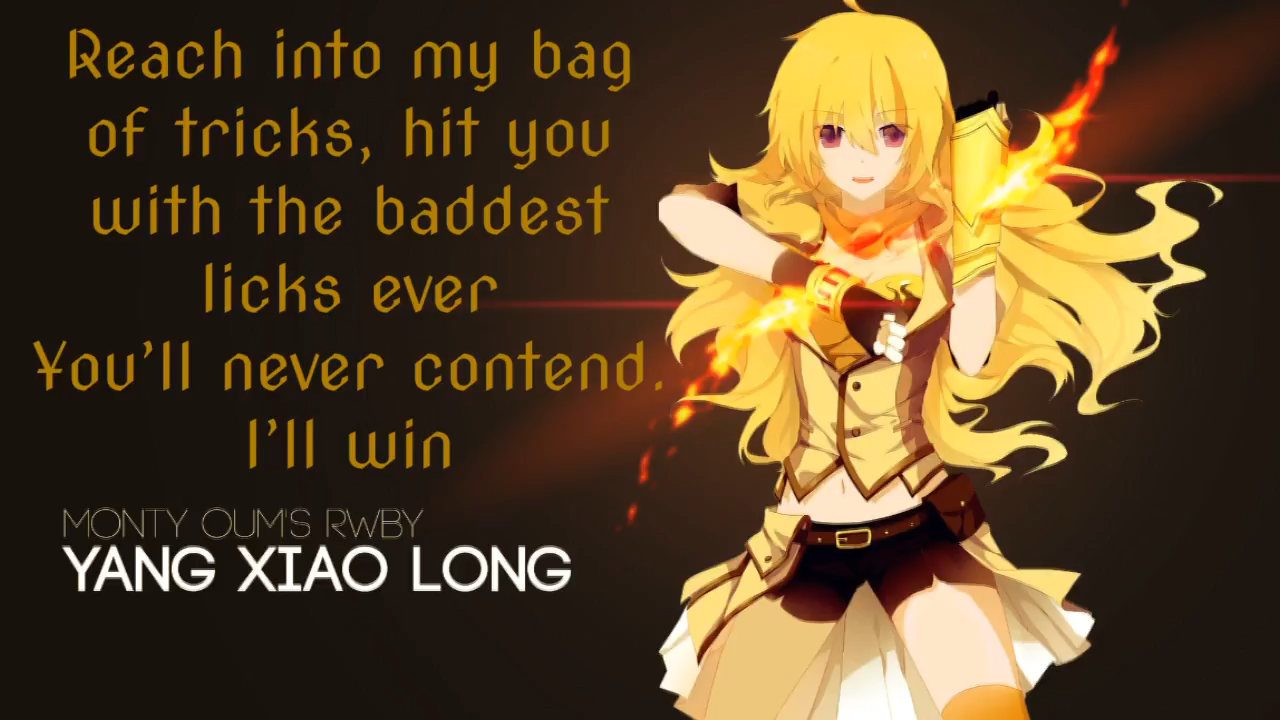 Reach into my bag
of tricks, hit you
with the baddest
licks ever
You'll never contend.
I'll win
MONTY OUM'S RWBY
YANG XIAO LONG